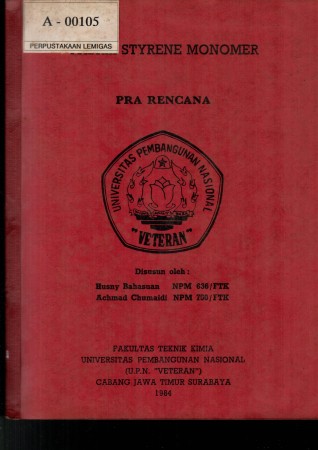 A - 00105
PERPUSTAKAAN LEMIGAS
STYRENE MONOMER
PRA RENCANA
UNIVERSITAS PEMBANGUNAN NASIONAL
"VETERAN"
Disusun oleh :
Husny Bahasuan NPM 636/FTK
Achmad Chumaidi NPM 700/FTK
FAKULTAS TEKNIK KIMIA
UNIVERSITAS PEMBANGUNAN NASIONAL
(U.P.N. "VETERAN")
CABANG JAWA TIMUR SURABAYA
1984